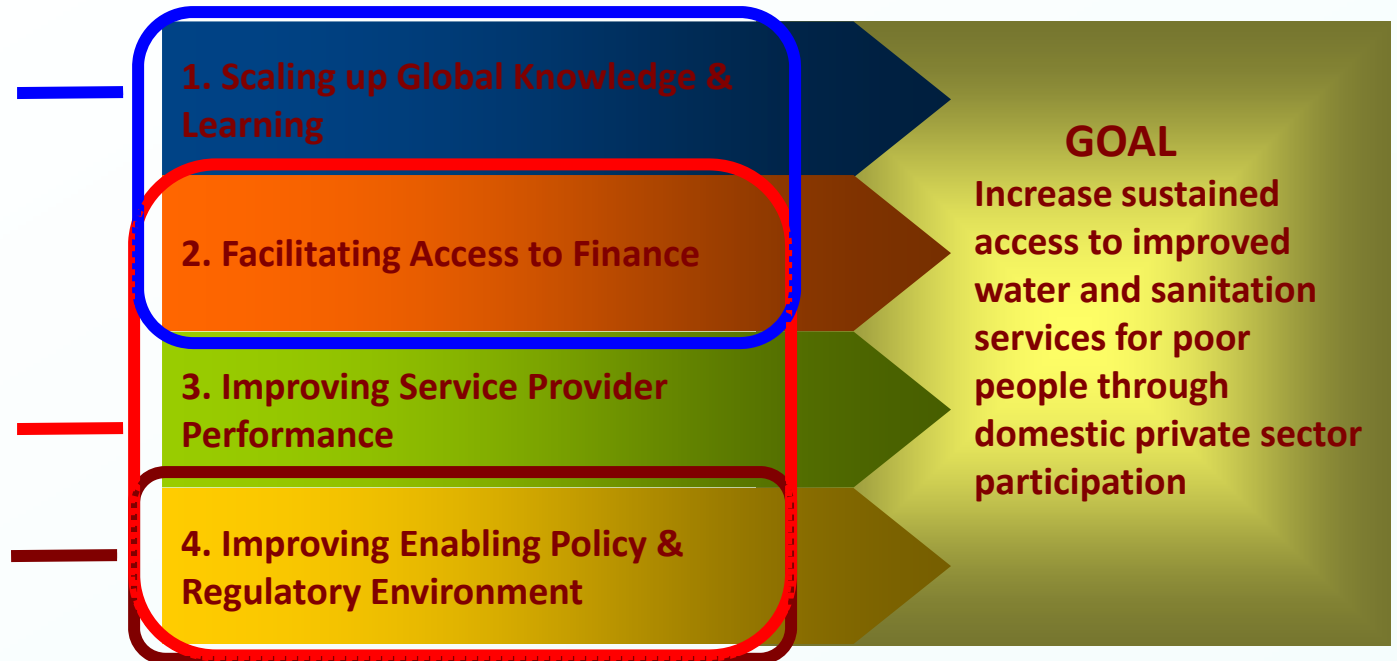 1. Scaling up Global Knowledge &
Learning
2. Facilitating Access to Finance
3. Improving Service Provider
Performance
4. Improving Enabling Policy &
Regulatory Environment
GOAL
Increase sustained
access to improved
water and sanitation
services for poor
people through
domestic private sector
participation